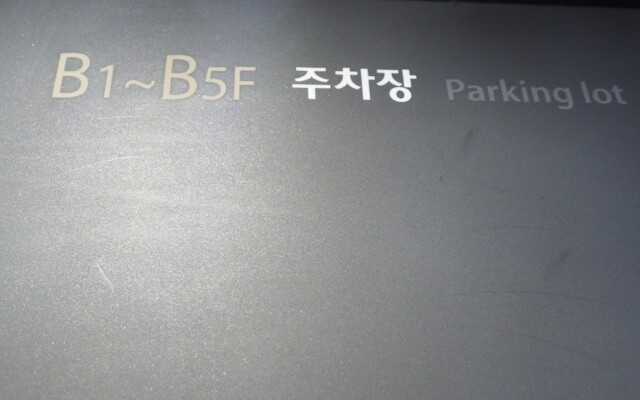 B1~B5F 주차장 Parking lot